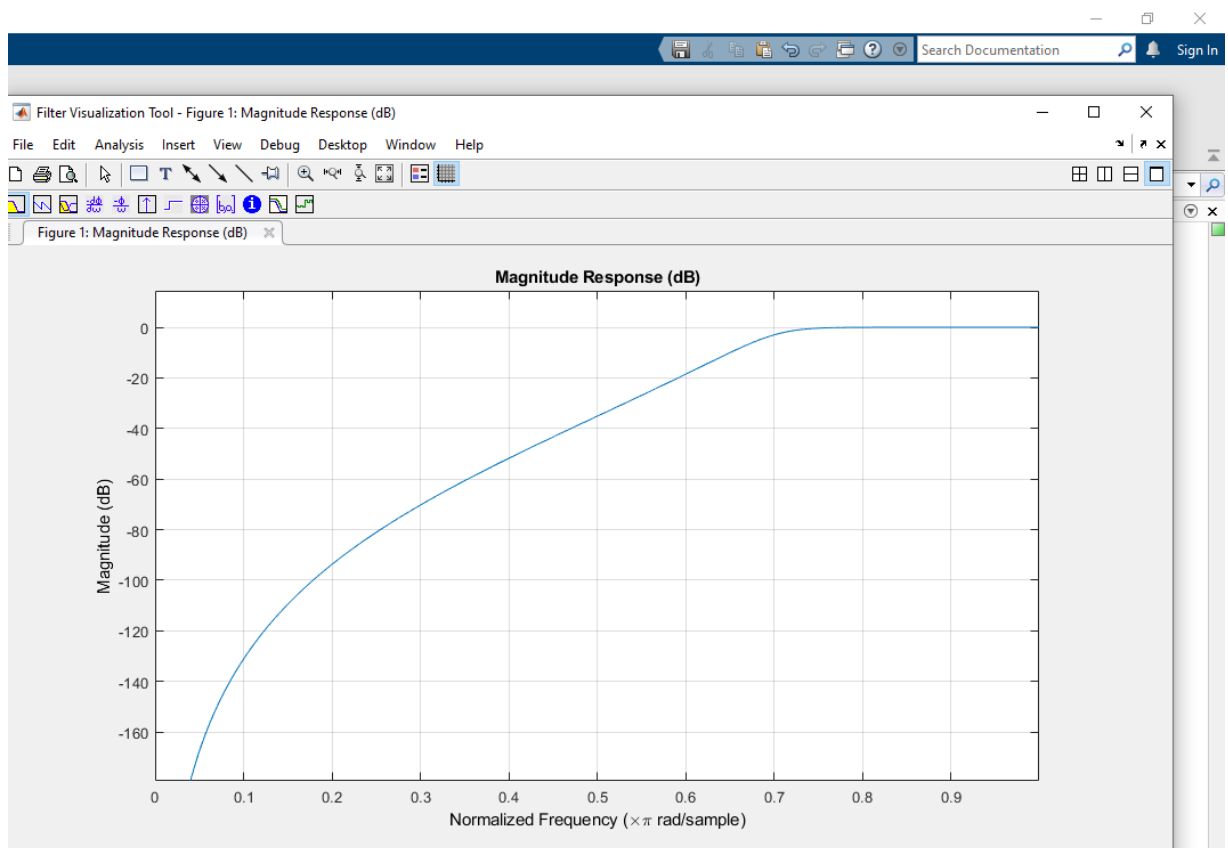 Search Documentation
Sign In
Filter Visualization Tool - Figure 1: Magnitude Response (dB)
File Edit Analysis Insert View Debug Desktop Window Help
Figure 1: Magnitude Response (dB)
Magnitude Response (dB)
Magnitude (dB)
0
-20
-40
-60
-80
-100
-120
-140
-160
0 0.1 0.2 0.3 0.4 0.5 0.6 0.7 0.8 0.9
Normalized Frequency (×π rad/sample)